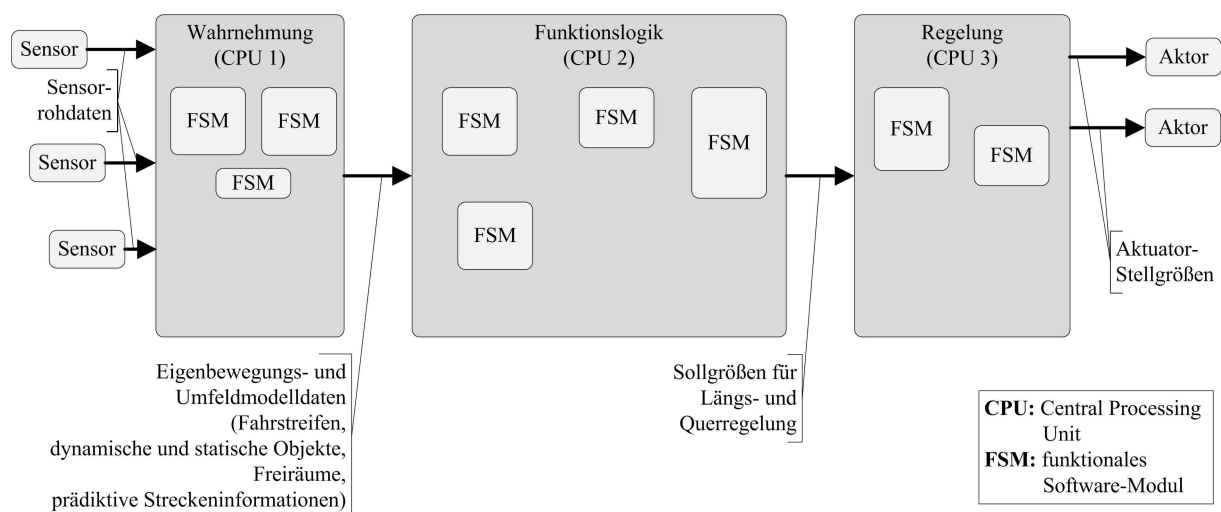 Sensor
Sensor-
rohdaten
Sensor
Sensor
Wahrnehmung
(CPU 1)
FSM
FSM
FSM
Eigenbewegungs- und
Umfeldmodelldaten
(Fahrstreifen,
dynamische und statische Objekte,
Freiräume,
prädiktive Streckeninformationen)
Funktionslogik
(CPU 2)
FSM
FSM
FSM
FSM
Sollgrößen für
Längs- und
Querregelung
Regelung
(CPU 3)
FSM
FSM
Aktor
Aktor
Aktuator-
Stellgrößen
CPU: Central Processing
Unit
FSM: funktionales
Software-Modul